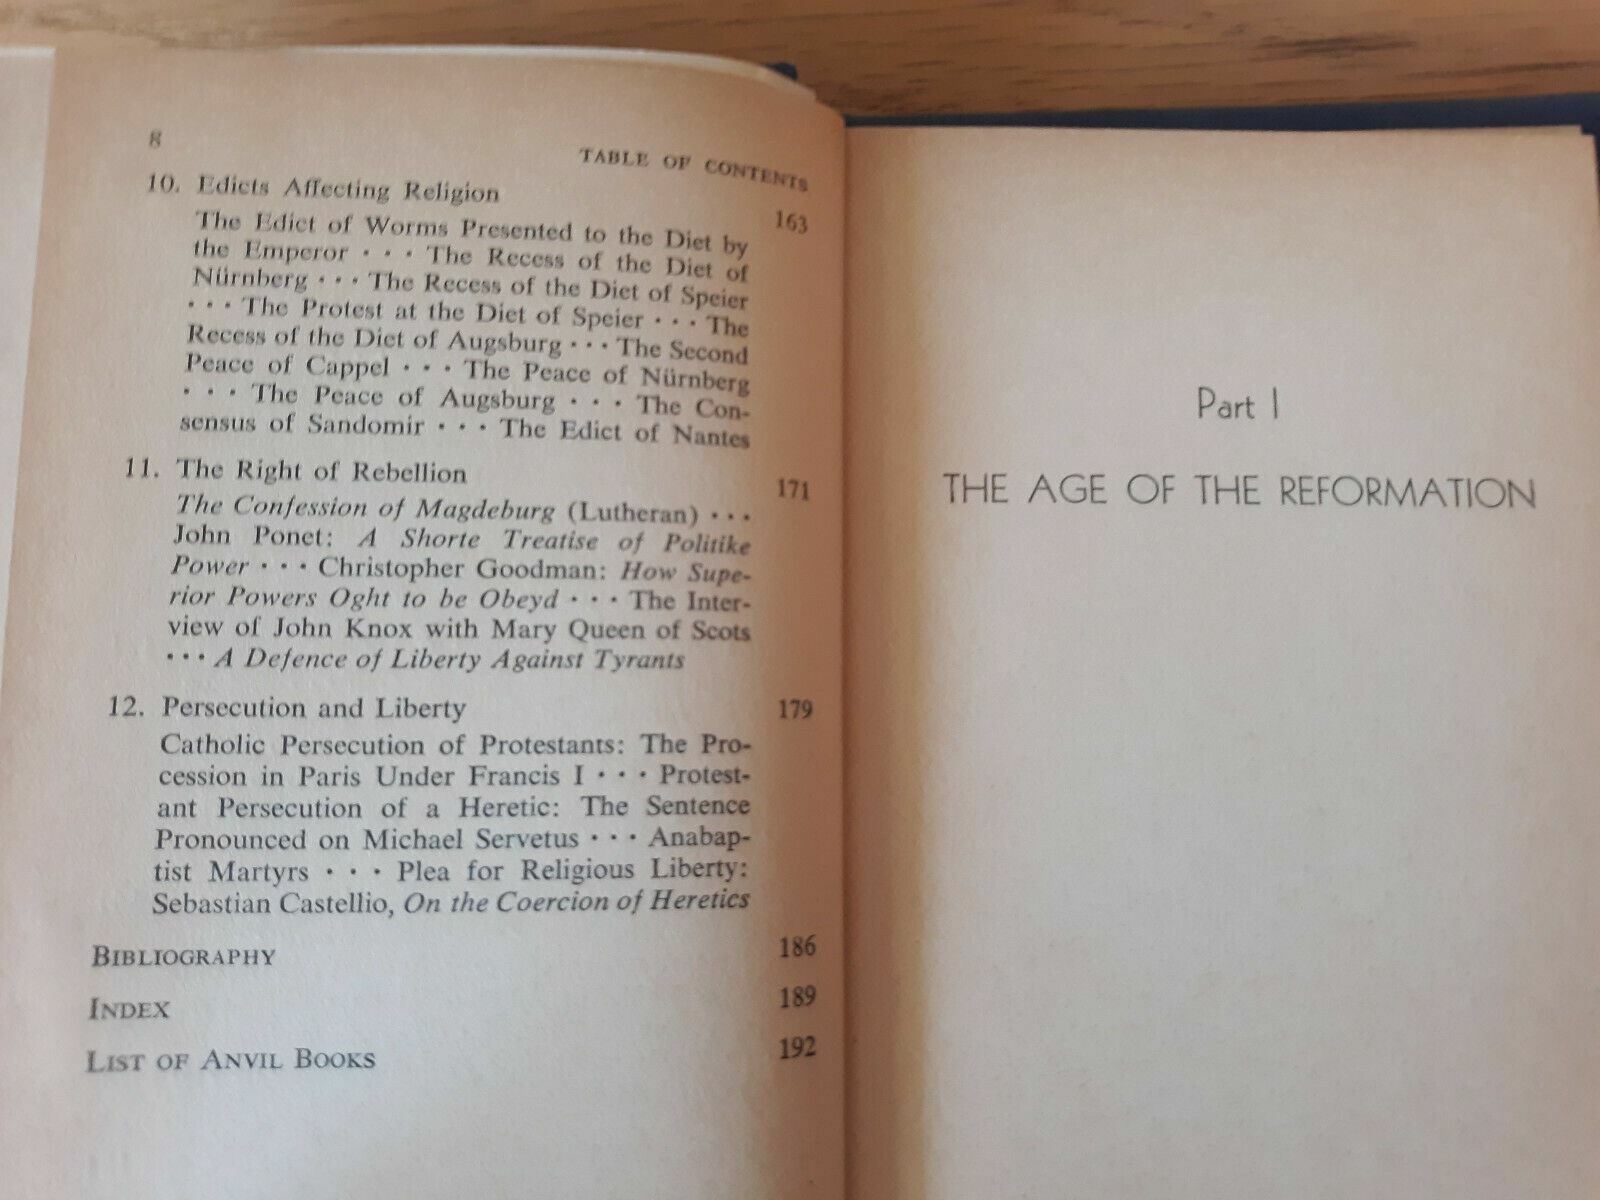 8
TABLE OF CONTENTS
10. Edicts Affecting Religion 163
The Edict of Worms Presented to the Diet by
the Emperor · · · The Recess of the Diet of
Nürnberg · · · The Recess of the Diet of Speier
· · · The Protest at the Diet of Speier · · · The
Recess of the Diet of Augsburg · · · The Second
Peace of Cappel · · · The Peace of Nürnberg
· · · The Peace of Augsburg · · · The Con-
sensus of Sandomir · · · The Edict of Nantes
11. The Right of Rebellion 171
The Confession of Magdeburg (Lutheran) · · ·
John Ponet: A Shorte Treatise of Politike
Power · · · Christopher Goodman: How Supe-
rior Powers Oght to be Obeyd · · · The Inter-
view of John Knox with Mary Queen of Scots
· · · A Defence of Liberty Against Tyrants
12. Persecution and Liberty 179
Catholic Persecution of Protestants: The Pro-
cession in Paris Under Francis I · · · Protest-
ant Persecution of a Heretic: The Sentence
Pronounced on Michael Servetus · · · Anabap-
tist Martyrs · · · Plea for Religious Liberty:
Sebastian Castellio, On the Coercion of Heretics
BIBLIOGRAPHY 186
INDEX 189
LIST OF ANVIL BOOKS 192
Part I
THE AGE OF THE REFORMATION